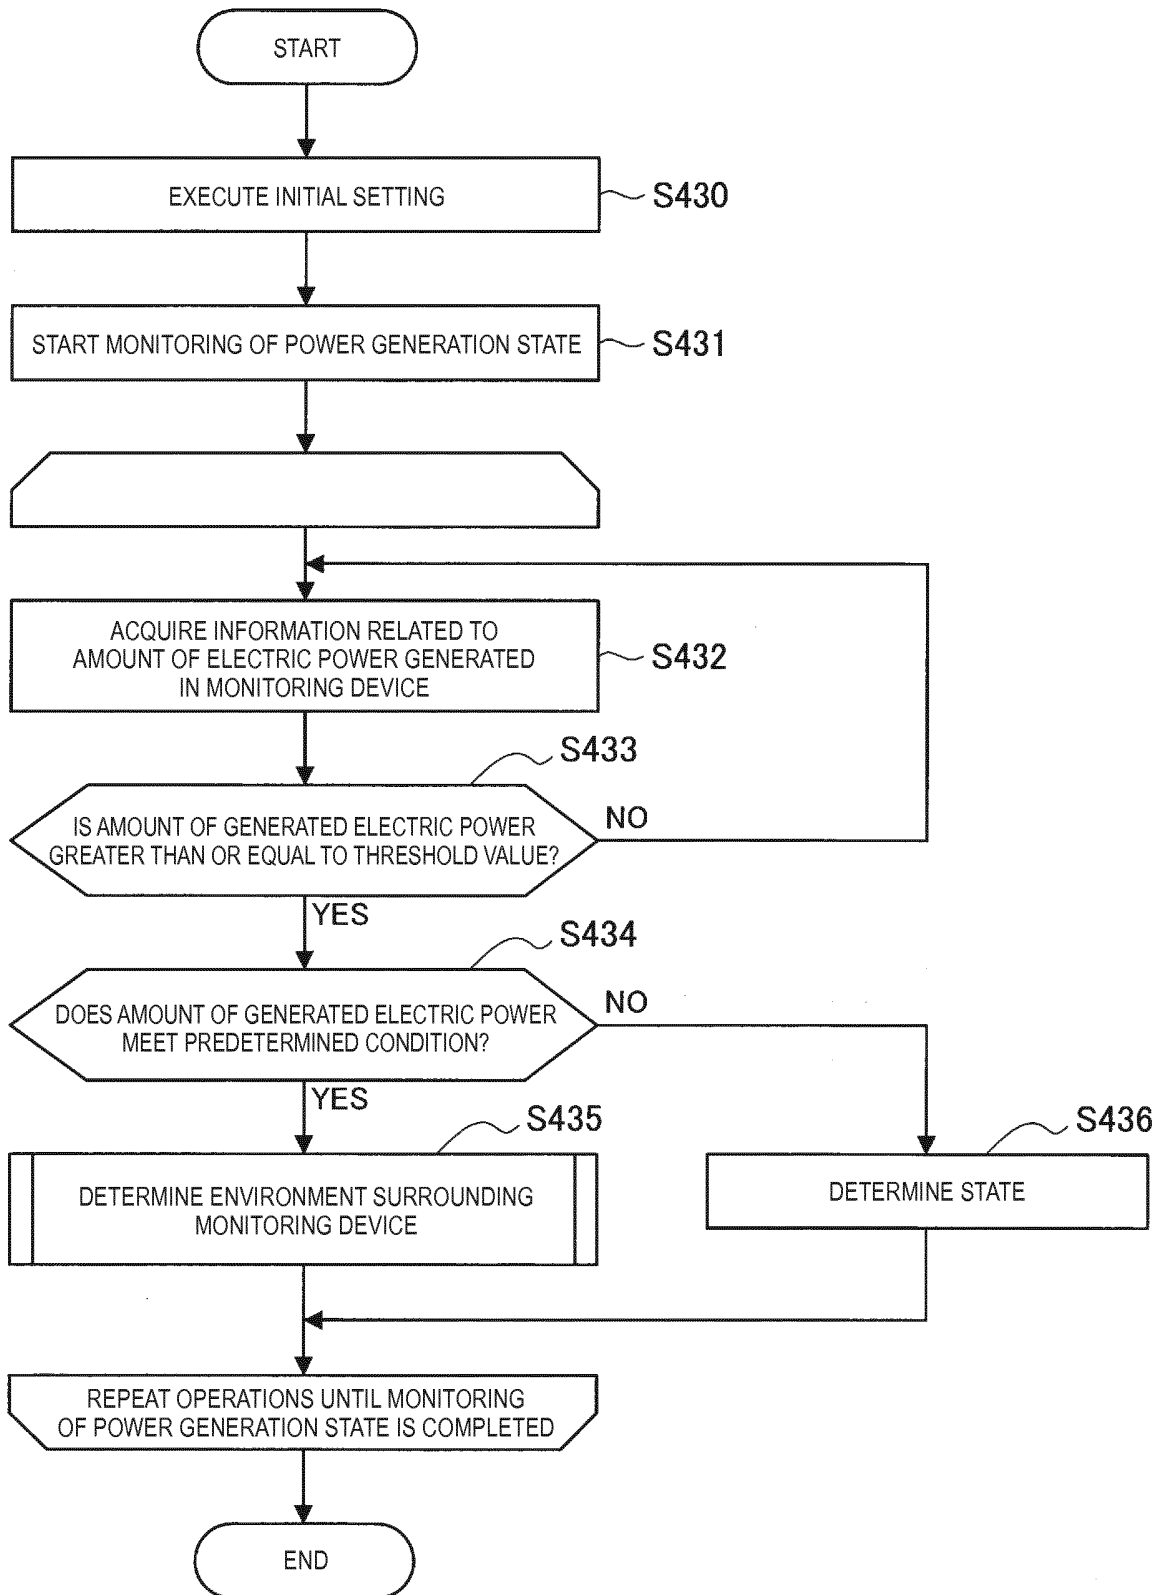 START
EXECUTE INITIAL SETTING
S430
START MONITORING OF POWER GENERATION STATE
S431
ACQUIRE INFORMATION RELATED TO
AMOUNT OF ELECTRIC POWER GENERATED
IN MONITORING DEVICE
S432
S433
IS AMOUNT OF GENERATED ELECTRIC POWER
GREATER THAN OR EQUAL TO THRESHOLD VALUE?
NO
YES
S434
DOES AMOUNT OF GENERATED ELECTRIC POWER
MEET PREDETERMINED CONDITION?
NO
YES
S435
DETERMINE ENVIRONMENT SURROUNDING
MONITORING DEVICE
S436
DETERMINE STATE
REPEAT OPERATIONS UNTIL MONITORING
OF POWER GENERATION STATE IS COMPLETED
END